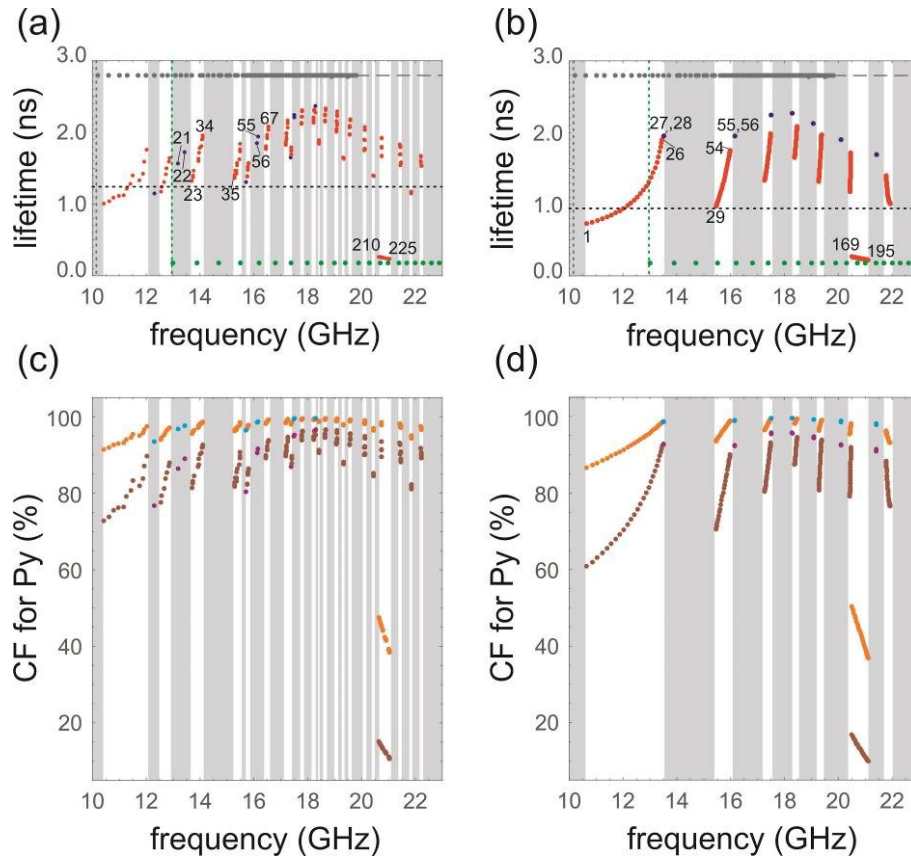 (a)
(b)
3.0
2.0
1.0
0.0
lifetime (ns)
21
34
22
23
55
67
56
35
210
225
10 12 14 16 18 20 22
frequency (GHz)
3.0
2.0
1.0
0.0
lifetime (ns)
27,28
26
55,56
54
1
29
169
195
10 12 14 16 18 20 22
frequency (GHz)
(c)
(d)
100
80
60
40
20
CF for Py (%)
10 12 14 16 18 20 22
frequency (GHz)
100
80
60
40
20
CF for Py (%)
10 12 14 16 18 20 22
frequency (GHz)